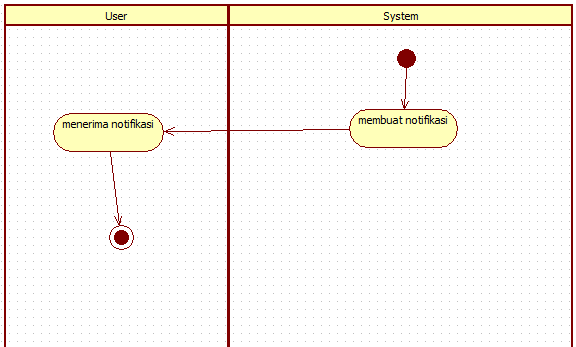 User
System
membuat notifikasi
menerima notifikasi